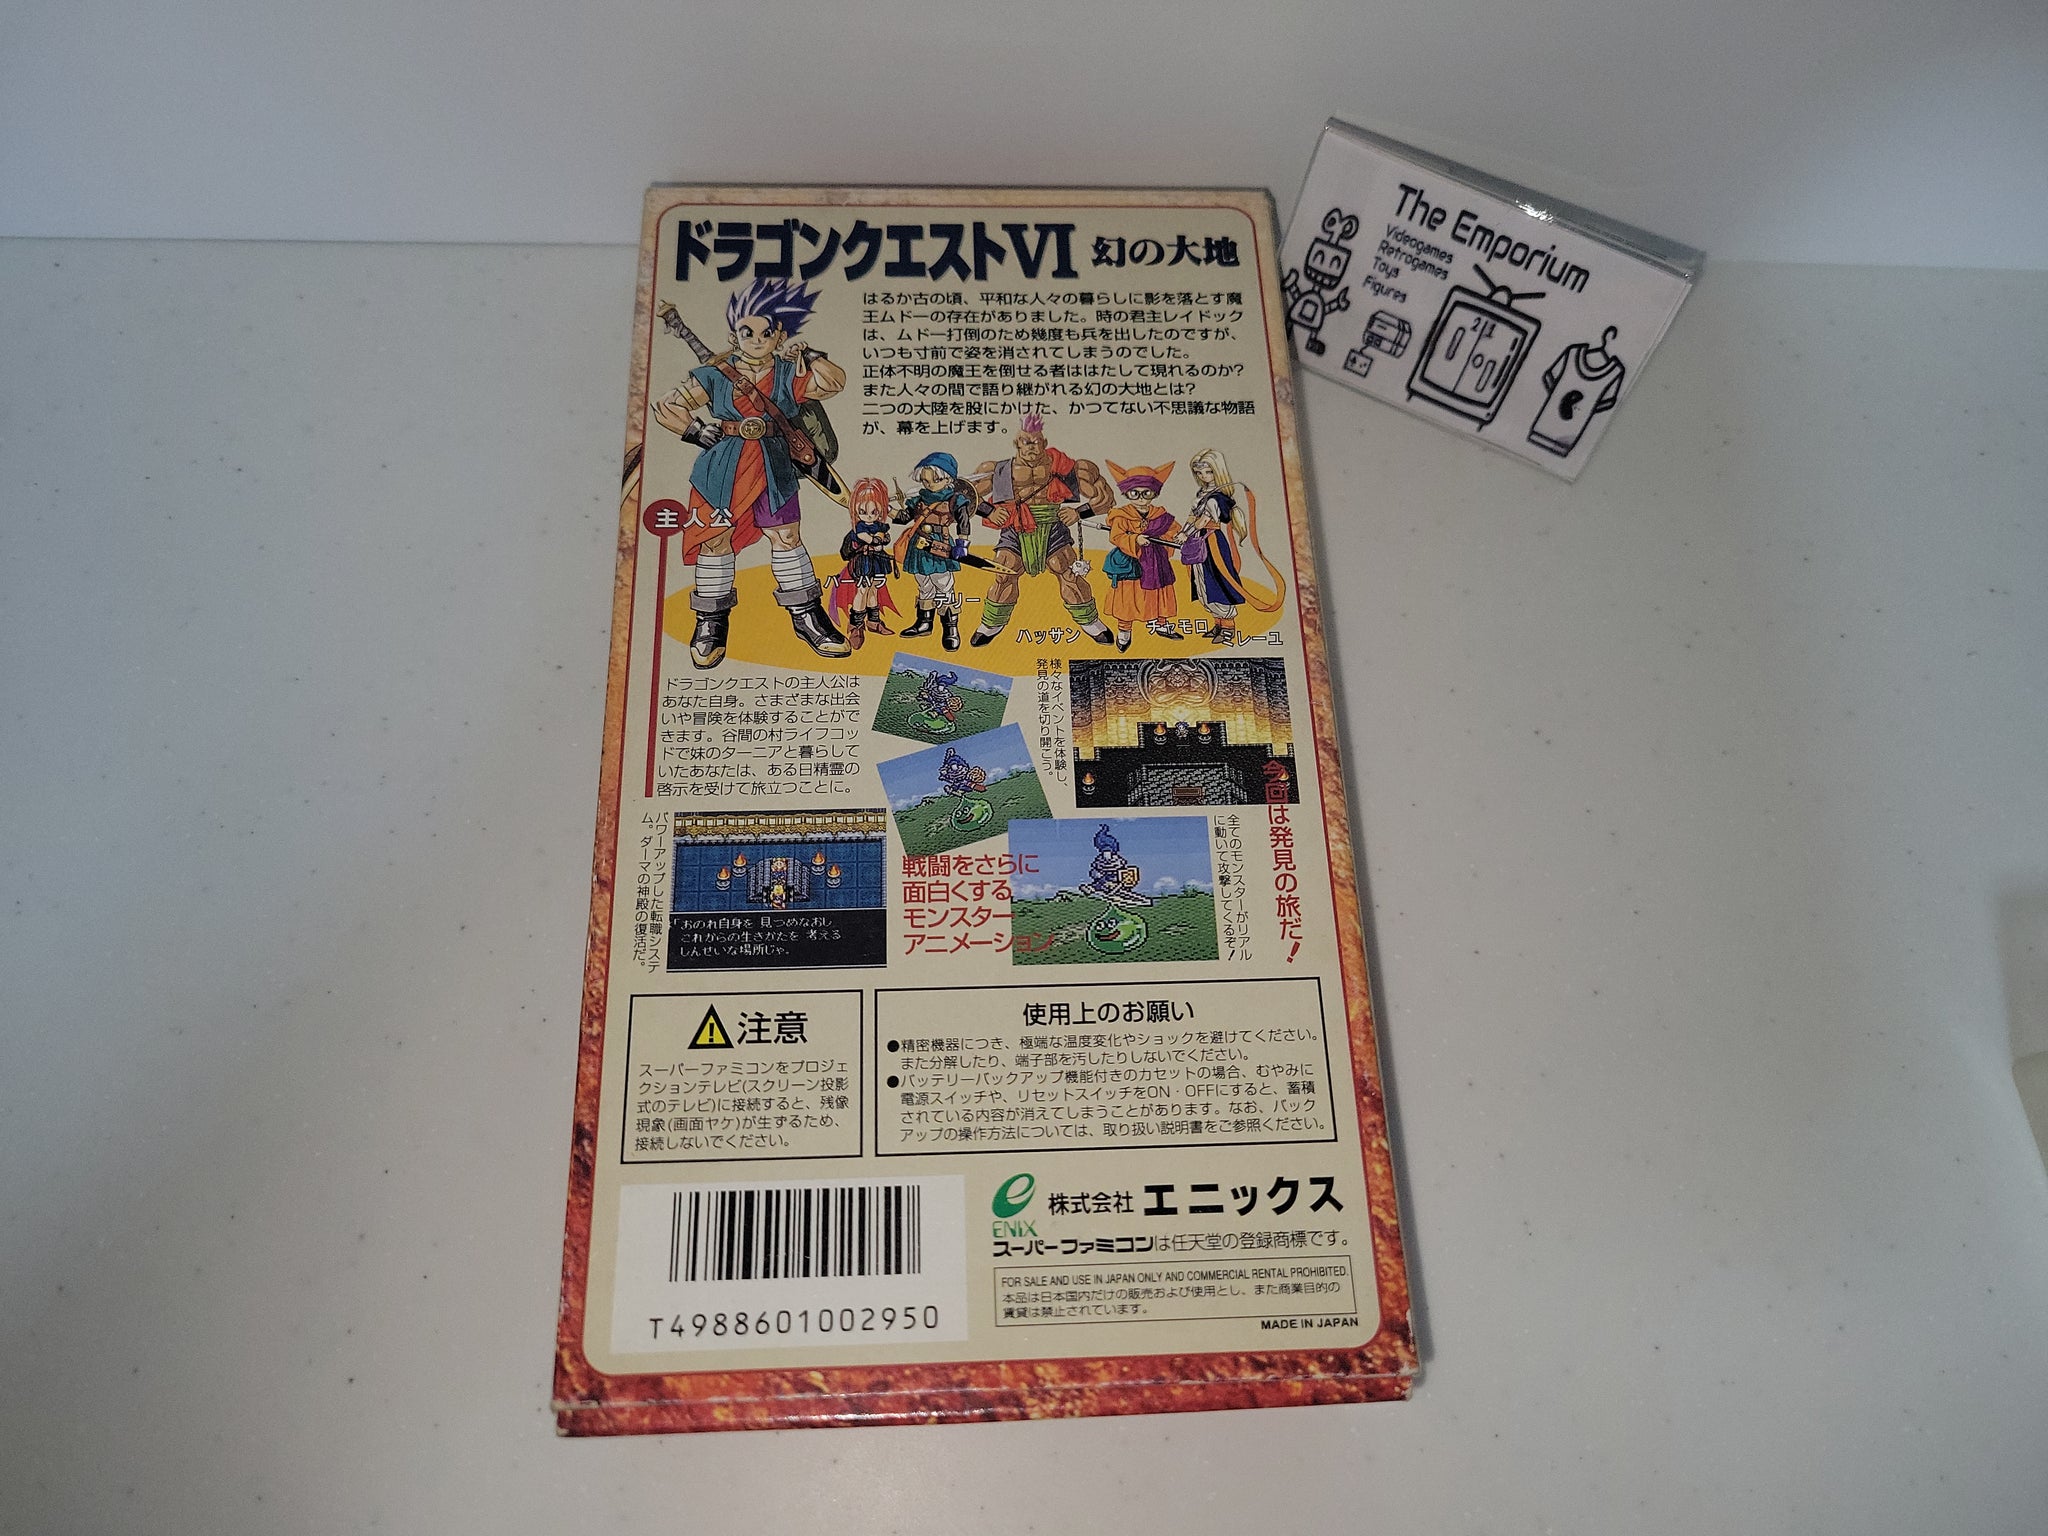 ドラゴンクエストVI 幻の大地
はるか古の頃、平和な人々の暮らしに影を落とす魔
王ムドーの存在がありました。時の君主レイドック
は、ムドー打倒のため幾度も兵を出したのですが、
いつも寸前で姿を消されてしまうのでした。
正体不明の魔王を倒せる者ははたして現れるのか?
また人々の間で語り継がれる幻の大地とは?
二つの大陸を股にかけた、かつてない不思議な物語
が、幕を上げます。
主人公
バーバラ
テリー
ハッサン
チャモロ
ミレーユ
ドラゴンクエストの主人公は
あなた自身。さまざまな出会
いや冒険を体験することがで
きます。谷間の村ライフコッ
ドで妹のターニアと暮らして
いたあなたは、ある日精霊の
啓示を受けて旅立つことに。
様々なイベントを体験し、
発見の道を切り開こう。
今回は発見の旅だ!
パワーアップした転職システ
ム。ダーマの神殿の復活だ。
「おのれ自身を 見つめなおし
これからの生きかたを 考える
しんせいな場所じゃ。
戦闘をさらに
面白くする
モンスター
アニメーション
全てのモンスターがリアル
に動いて攻撃してくるぞ!
注意
スーパーファミコンをプロジェ
クションテレビ(スクリーン投影
式のテレビ)に接続すると、残像
現象(画面ヤケ)が生ずるため、
接続しないでください。
使用上のお願い
●精密機器につき、極端な温度変化やショックを避けてください。
また分解したり、端子部を汚したりしないでください。
●バッテリーバックアップ機能付きのカセットの場合、むやみに
電源スイッチや、リセットスイッチをON・OFFにすると、蓄積
されている内容が消えてしまうことがあります。なお、バック
アップの操作方法については、取り扱い説明書をご参照ください。
T4988601002950
ENIX
株式会社 エニックス
スーパーファミコンは任天堂の登録商標です。
FOR SALE AND USE IN JAPAN ONLY AND COMMERCIAL RENTAL PROHIBITED.
本品は日本国内だけの販売および使用とし、また商業目的の
賃貸は禁止されています。
MADE IN JAPAN
The Emporium
Videogames
Retrogames
Toys
Figures
21